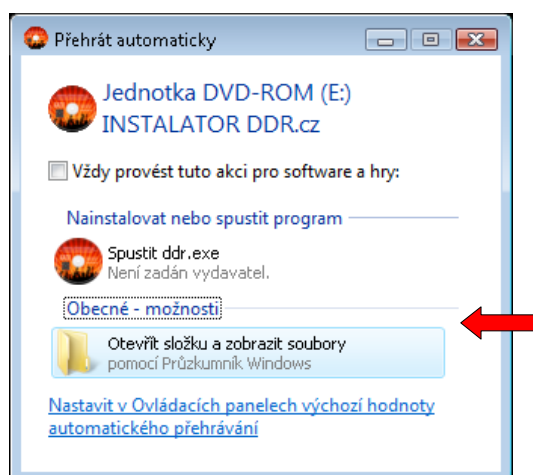 Přehrát automaticky
Jednotka DVD-ROM (E:)
INSTALATOR DDR.cz
Vždy provést tuto akci pro software a hry:
Nainstalovat nebo spustit program
Spustit ddr.exe
Není zadán vydavatel.
Obecné - možnosti
Otevřít složku a zobrazit soubory
pomocí Průzkumník Windows
Nastavit v Ovládacích panelech výchozí hodnoty
automatického přehrávání